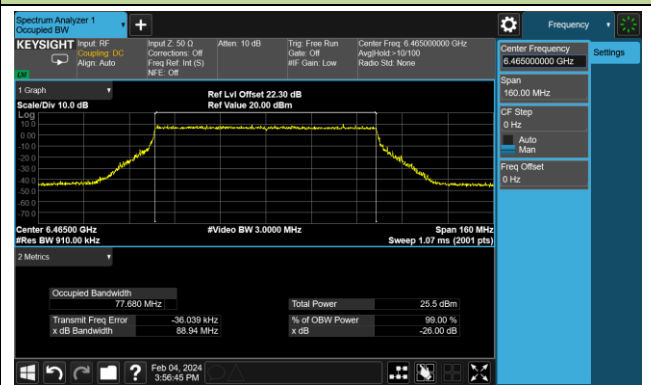 Spectrum Analyzer 1
Occupied BW
+
Frequency
KEYSIGHT
Input: RF
Coupling: DC
Align: Auto
Input Z: 50 Ω
Corrections: Off
Freq Ref: Int (S)
NFE: Off
Atten: 10 dB
Trig: Free Run
Gate: Off
#IF Gain: Low
Center Freq: 6.465000000 GHz
Avg|Hold:>10/100
Radio Std: None
Center Frequency
6.465000000 GHz
Settings
Span
160.00 MHz
CF Step
0 Hz
Auto
Man
Freq Offset
0 Hz
1 Graph
Scale/Div 10.0 dB
Ref Lvl Offset 22.30 dB
Ref Value 20.00 dBm
Log
10.0
0.00
-10.0
-20.0
-30.0
-40.0
-50.0
-60.0
-70.0
Center 6.46500 GHz
#Res BW 910.00 kHz
#Video BW 3.0000 MHz
Span 160 MHz
Sweep 1.07 ms (2001 pts)
2 Metrics
Occupied Bandwidth
77.680 MHz
Transmit Freq Error -36.039 kHz
x dB Bandwidth 88.94 MHz
Total Power 25.5 dBm
% of OBW Power 99.00 %
x dB -26.00 dB
?
Feb 04, 2024
3:56:45 PM